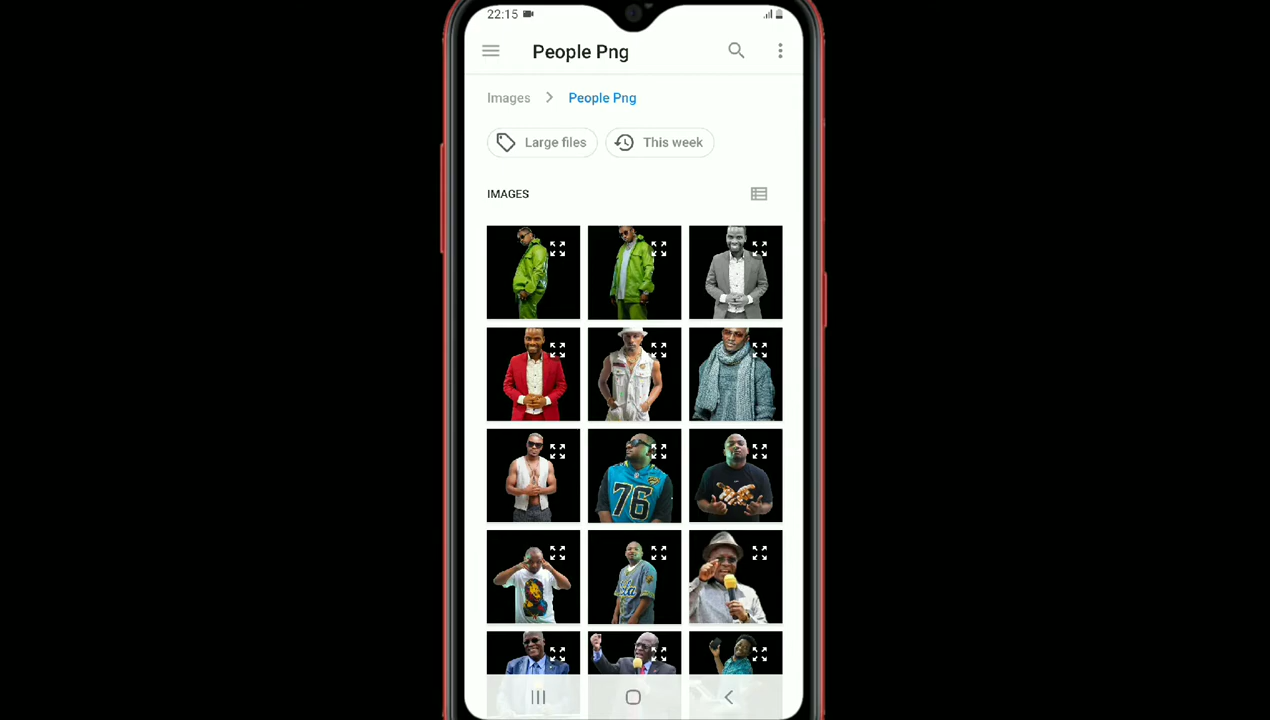 22:15
People Png
Images > People Png
Large files
This week
IMAGES
76